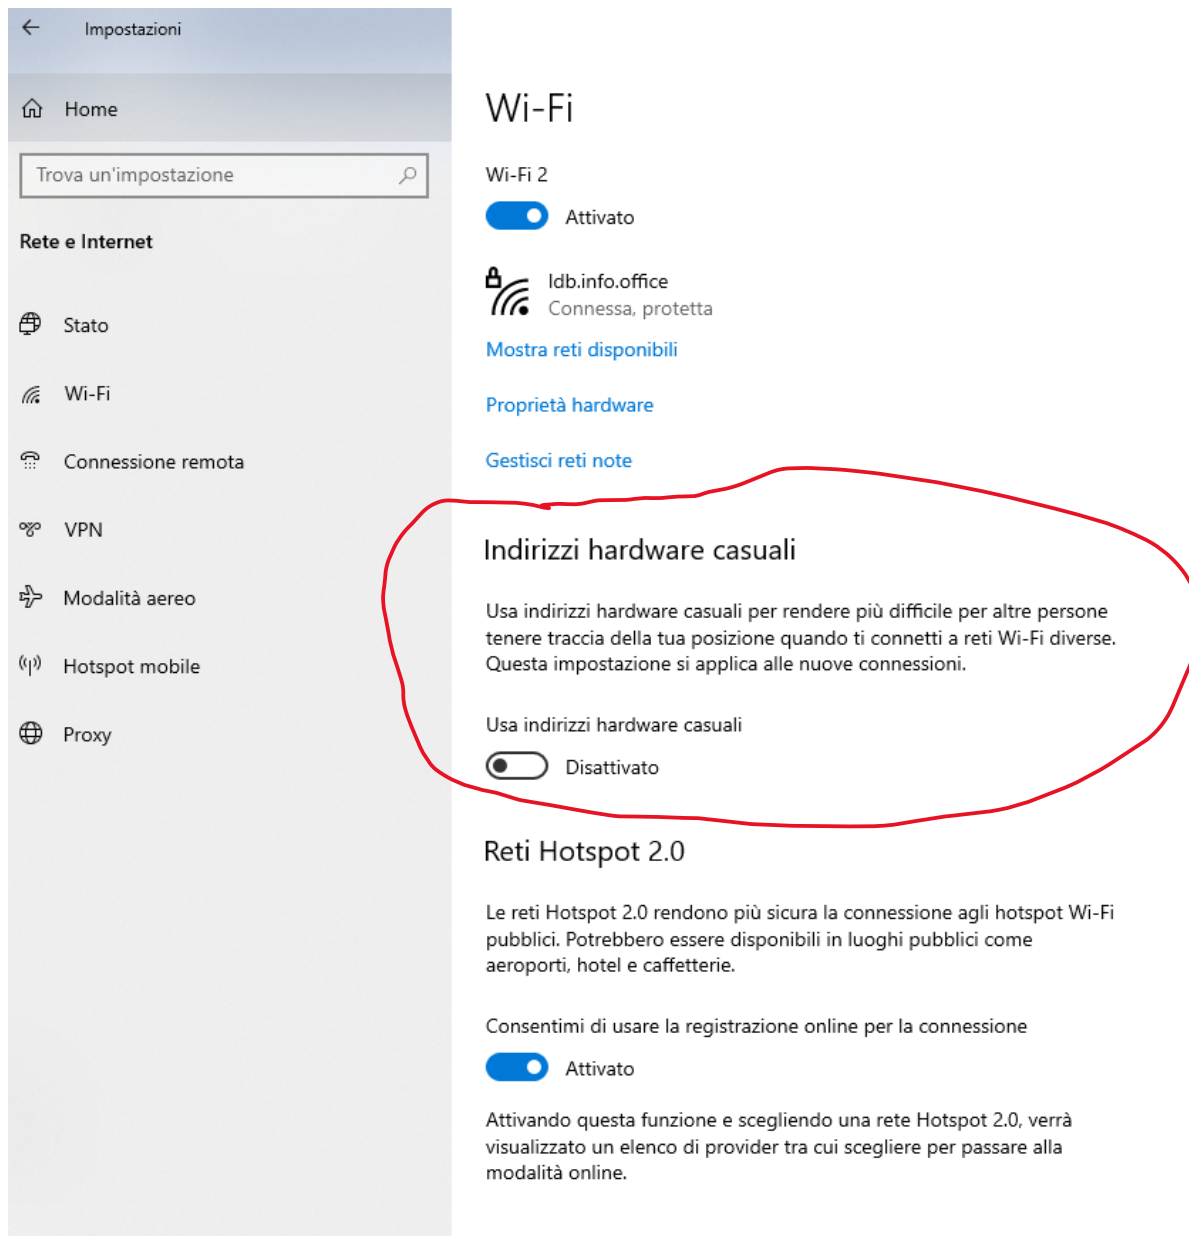 Impostazioni
Home
Trova un'impostazione
Rete e Internet
Stato
Wi-Fi
Connessione remota
VPN
Modalità aereo
Hotspot mobile
Proxy
Wi-Fi
Wi-Fi 2
Attivato
ldb.info.office
Connessa, protetta
Mostra reti disponibili
Proprietà hardware
Gestisci reti note
Indirizzi hardware casuali
Usa indirizzi hardware casuali per rendere più difficile per altre persone
tenere traccia della tua posizione quando ti connetti a reti Wi-Fi diverse.
Questa impostazione si applica alle nuove connessioni.
Usa indirizzi hardware casuali
Disattivato
Reti Hotspot 2.0
Le reti Hotspot 2.0 rendono più sicura la connessione agli hotspot Wi-Fi
pubblici. Potrebbero essere disponibili in luoghi pubblici come
aeroporti, hotel e caffetterie.
Consentimi di usare la registrazione online per la connessione
Attivato
Attivando questa funzione e scegliendo una rete Hotspot 2.0, verrà
visualizzato un elenco di provider tra cui scegliere per passare alla
modalità online.